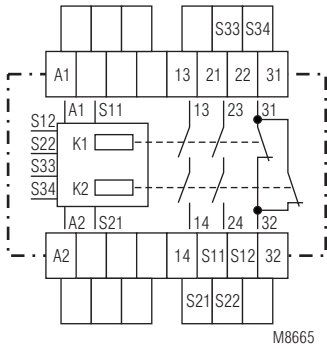 S33 S34
A1 13 21 22 31
A1 S11 13 23 31
S12
S22 K1
S33
S34 K2
A2 S21 14 24 32
A2 14 S11 S12 32
S21 S22
M8665